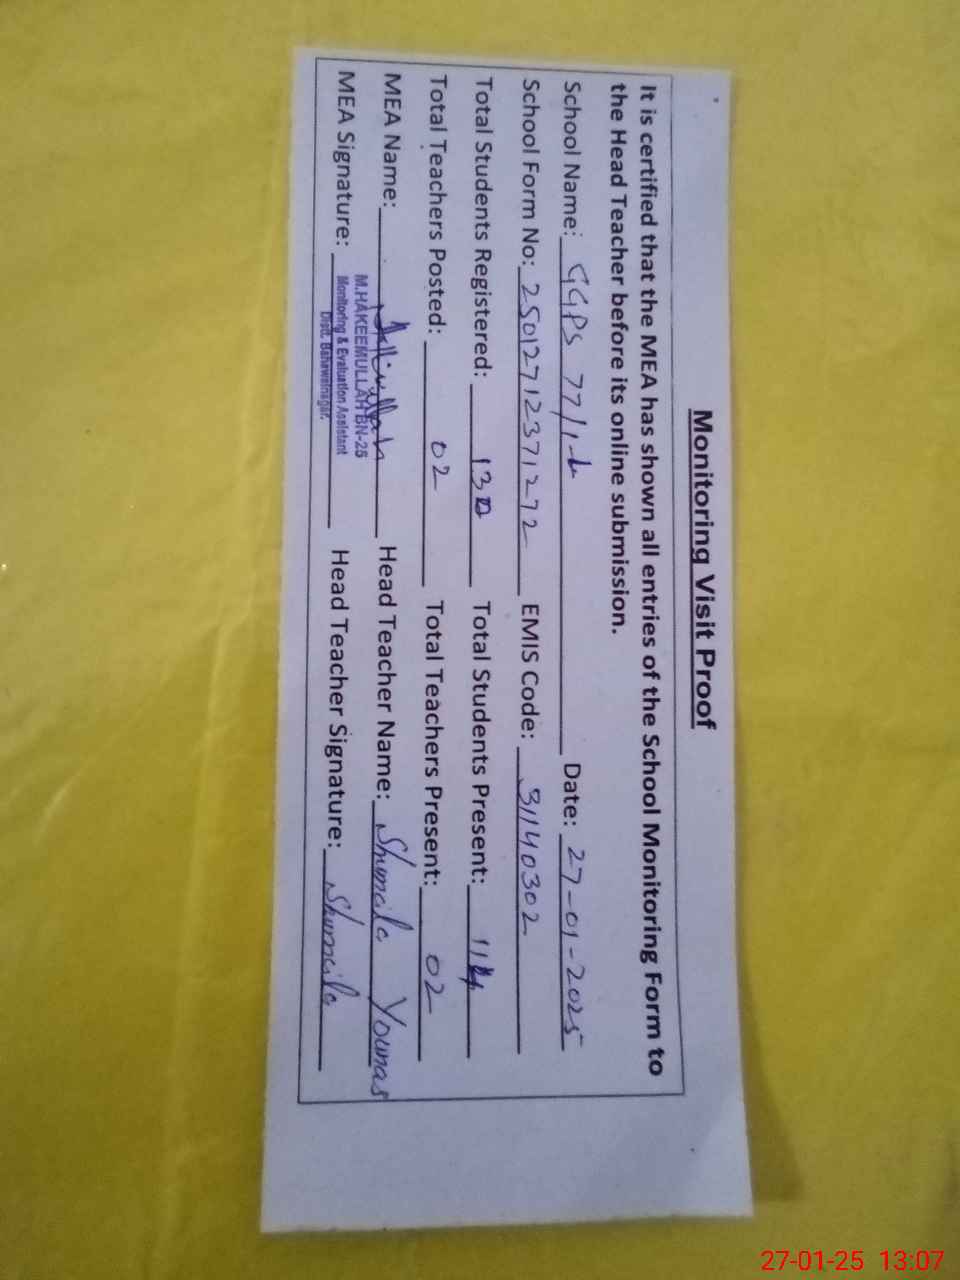 Monitoring Visit Proof
It is certified that the MEA has shown all entries of the School Monitoring Form to
the Head Teacher before its online submission.
School Name: GGPS 77/1-L Date: 27-01-2025
School Form No: 25012712371272 EMIS Code: 31140302
Total Students Registered: 130 Total Students Present: 114
Total Teachers Posted: 02 Total Teachers Present: 02
MEA Name: Head Teacher Name: Shumaila Younas
M.HAKEEMULLAH BN-25
MEA Signature: Monitoring & Evaluation Assistant Head Teacher Signature: Shumaila
Distt. Bahawalnagar.
27-01-25 13:07